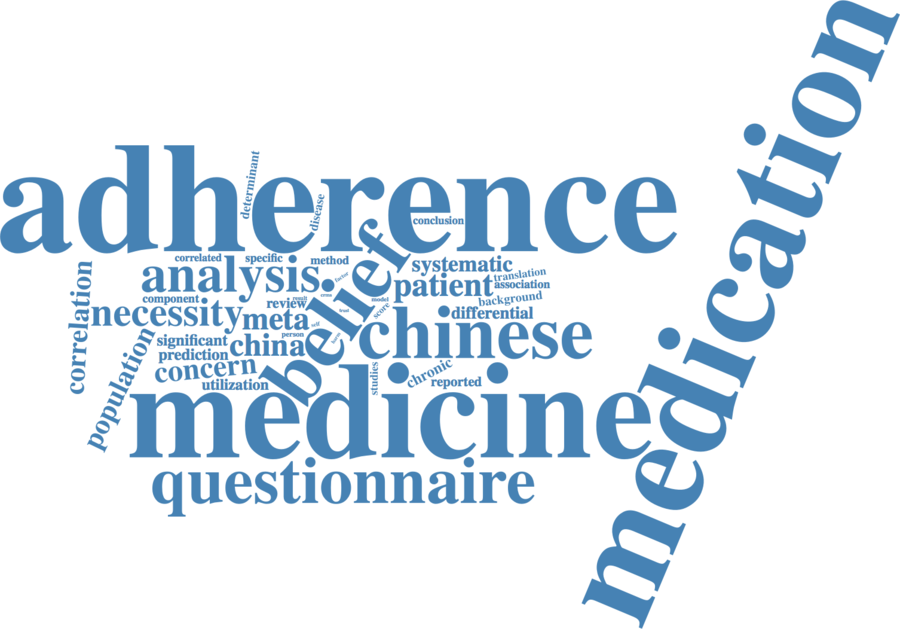 medication
adherence
determinant
disease
conclusion
correlated
specific
method
belief
systematic
correlation
analysis.
factor
translation
patient
association
component
review
result
model
background
necessity
meta
self
trust
score
differential
significant
china
person
chinese
population
prediction
concern
utilization
studies
chronic
reported
medicine
questionnaire